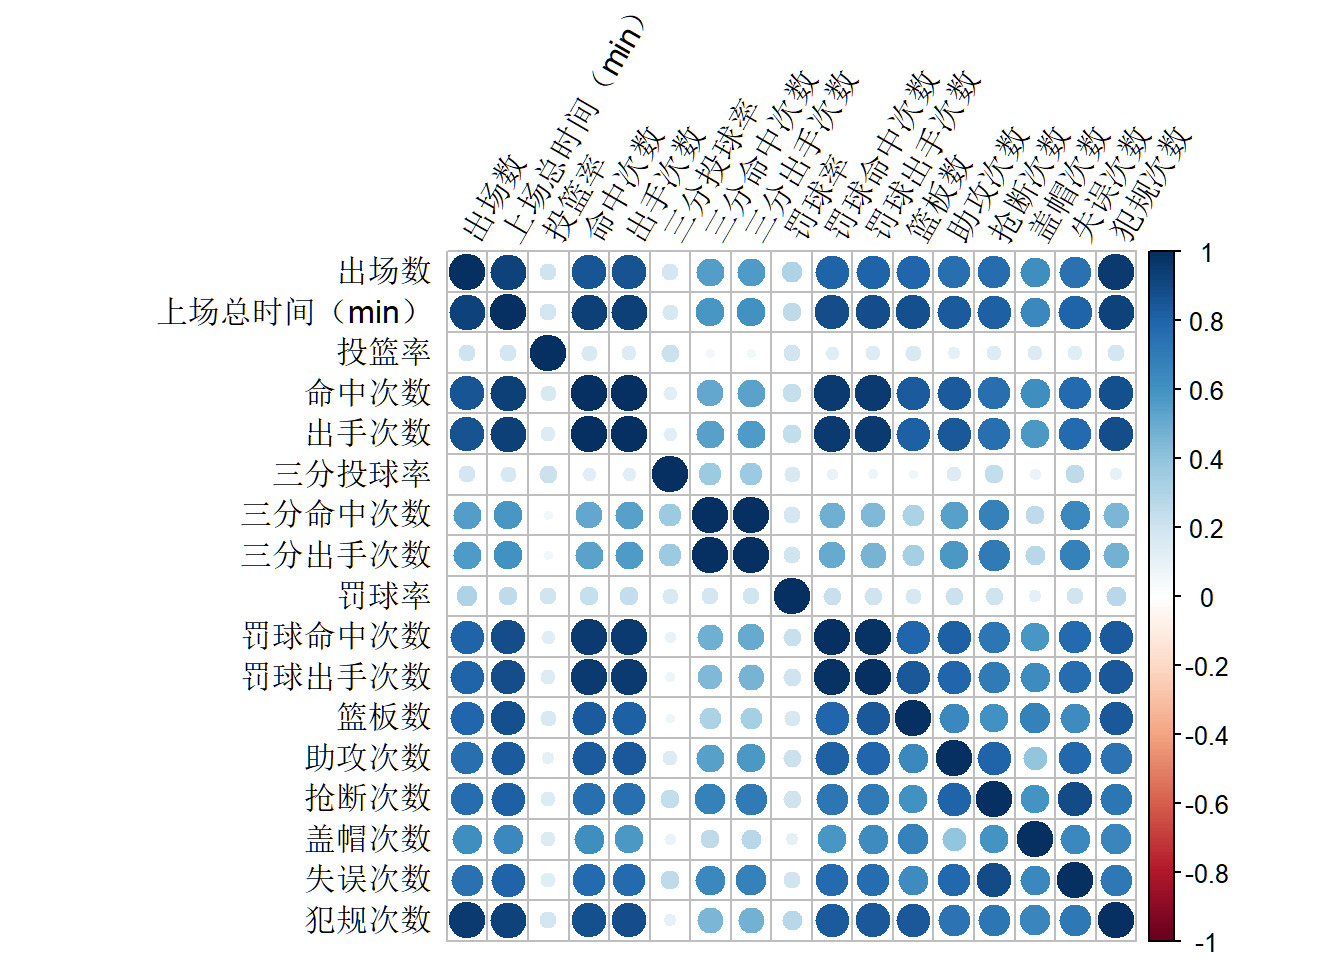 出场数
上场总时间（min）
投篮率
命中次数
出手次数
三分投球率
三分命中次数
三分出手次数
罚球率
罚球命中次数
罚球出手次数
篮板数
助攻次数
抢断次数
盖帽次数
失误次数
犯规次数
出场数
上场总时间（min）
投篮率
命中次数
出手次数
三分投球率
三分命中次数
三分出手次数
罚球率
罚球命中次数
罚球出手次数
篮板数
助攻次数
抢断次数
盖帽次数
失误次数
犯规次数
1
0.8
0.6
0.4
0.2
0
-0.2
-0.4
-0.6
-0.8
-1